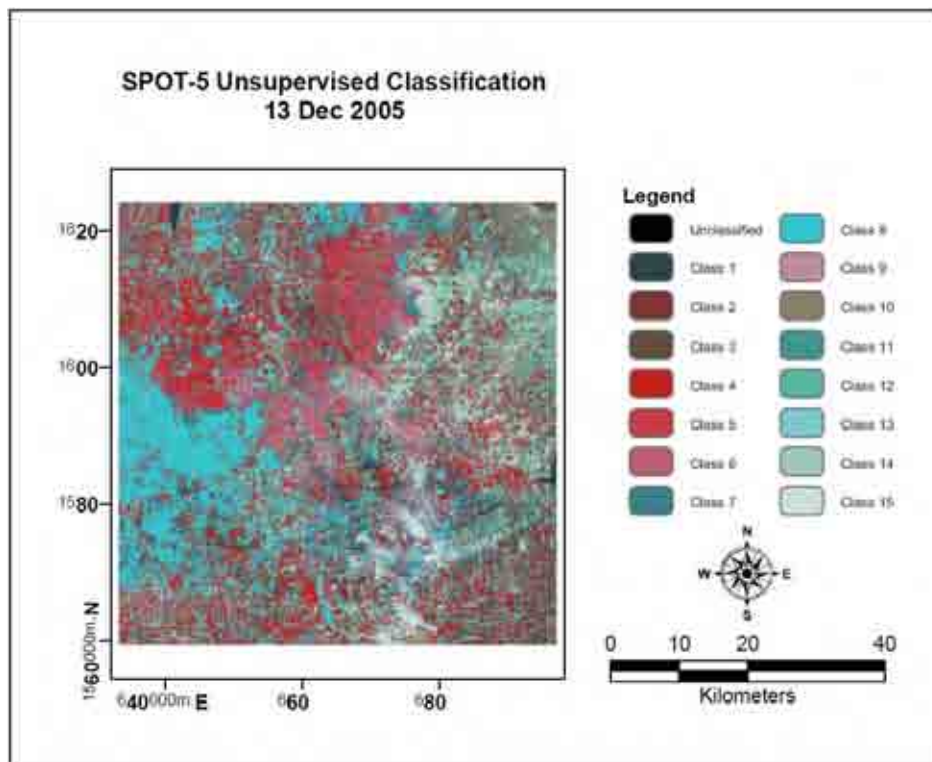 SPOT-5 Unsupervised Classification
13 Dec 2005
Legend
Unclassified
Class 1
Class 2
Class 3
Class 4
Class 5
Class 6
Class 7
Class 8
Class 9
Class 10
Class 11
Class 12
Class 13
Class 14
Class 15
1620
1600
1580
1560000m.N
640000m.E
660
680
N
W E
S
0 10 20 40
Kilometers